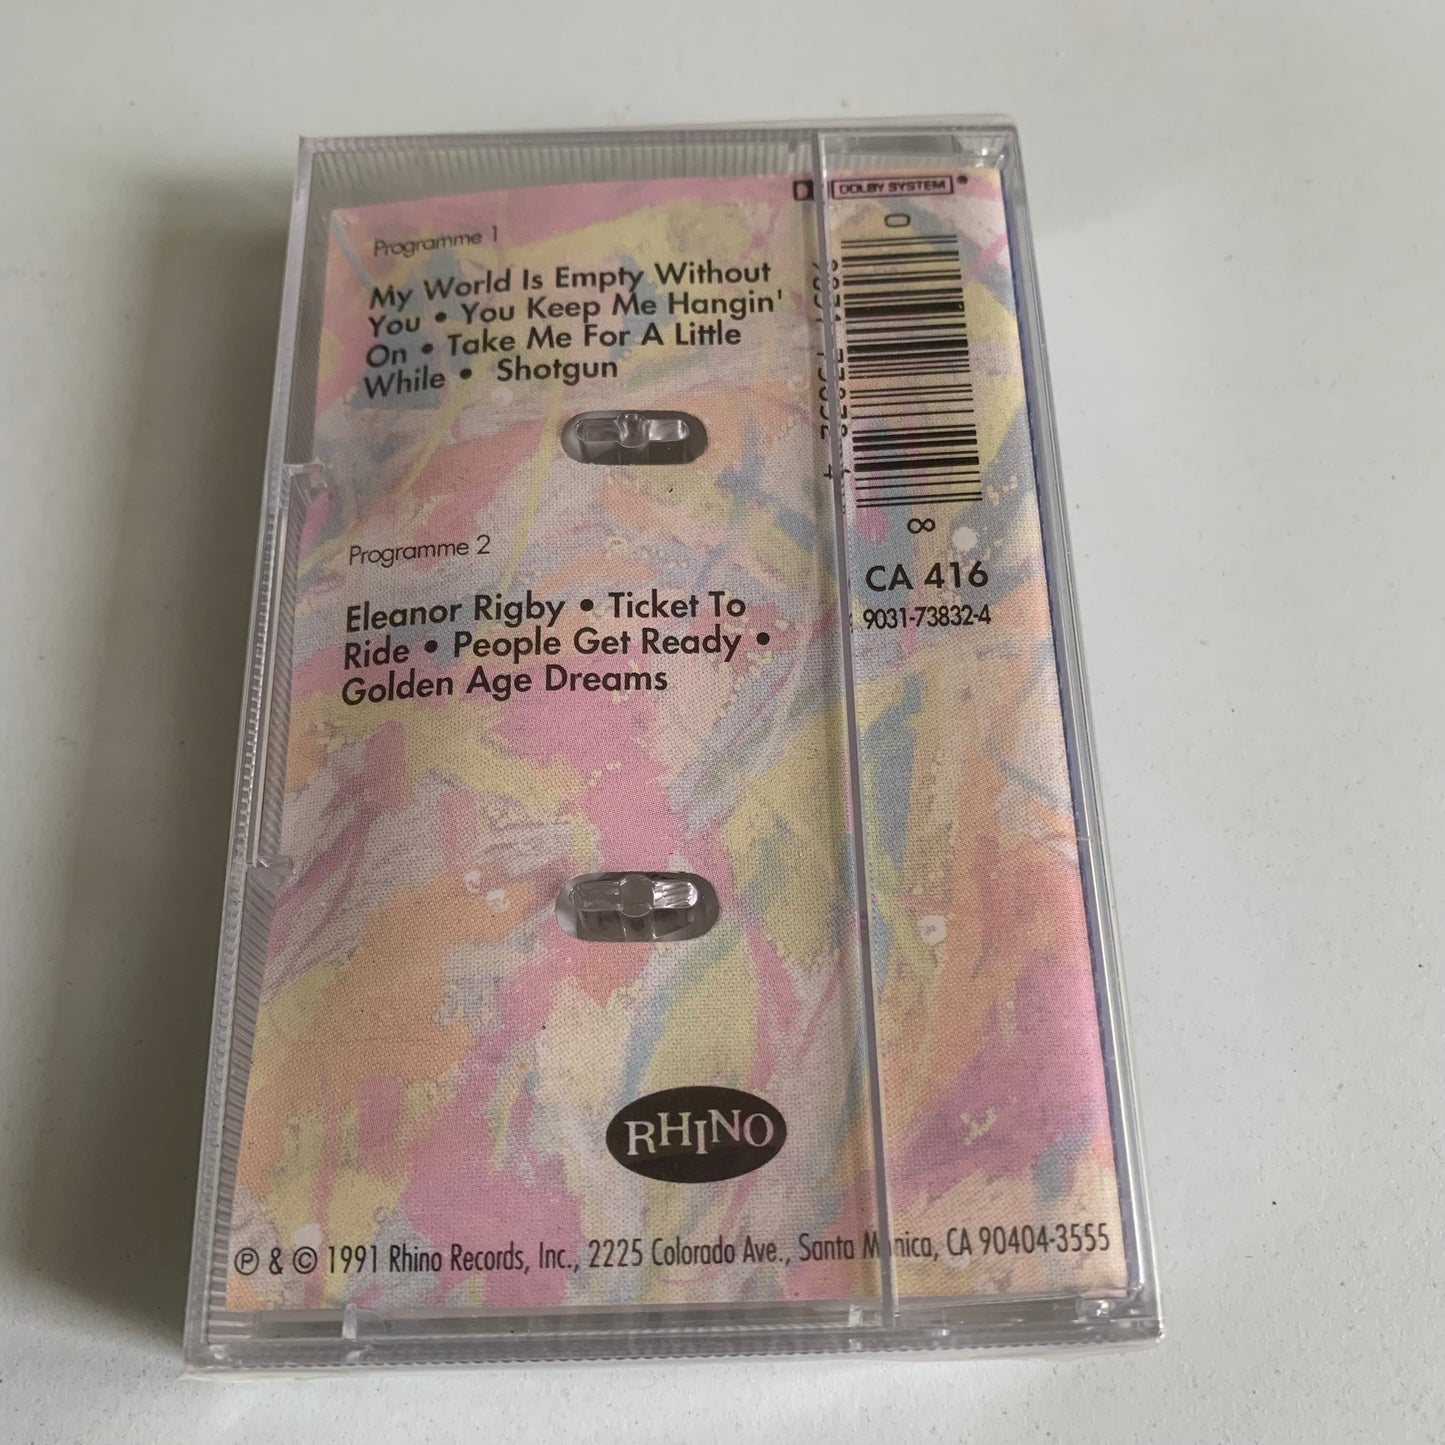 DOLBY SYSTEM
Programme 1
My World Is Empty Without
You • You Keep Me Hangin'
On • Take Me For A Little
While • Shotgun
Programme 2
Eleanor Rigby • Ticket To
Ride • People Get Ready •
Golden Age Dreams
0
8
CA 416
9031-73832-4
RHINO
℗ & © 1991 Rhino Records, Inc., 2225 Colorado Ave., Santa Monica, CA 90404-3555